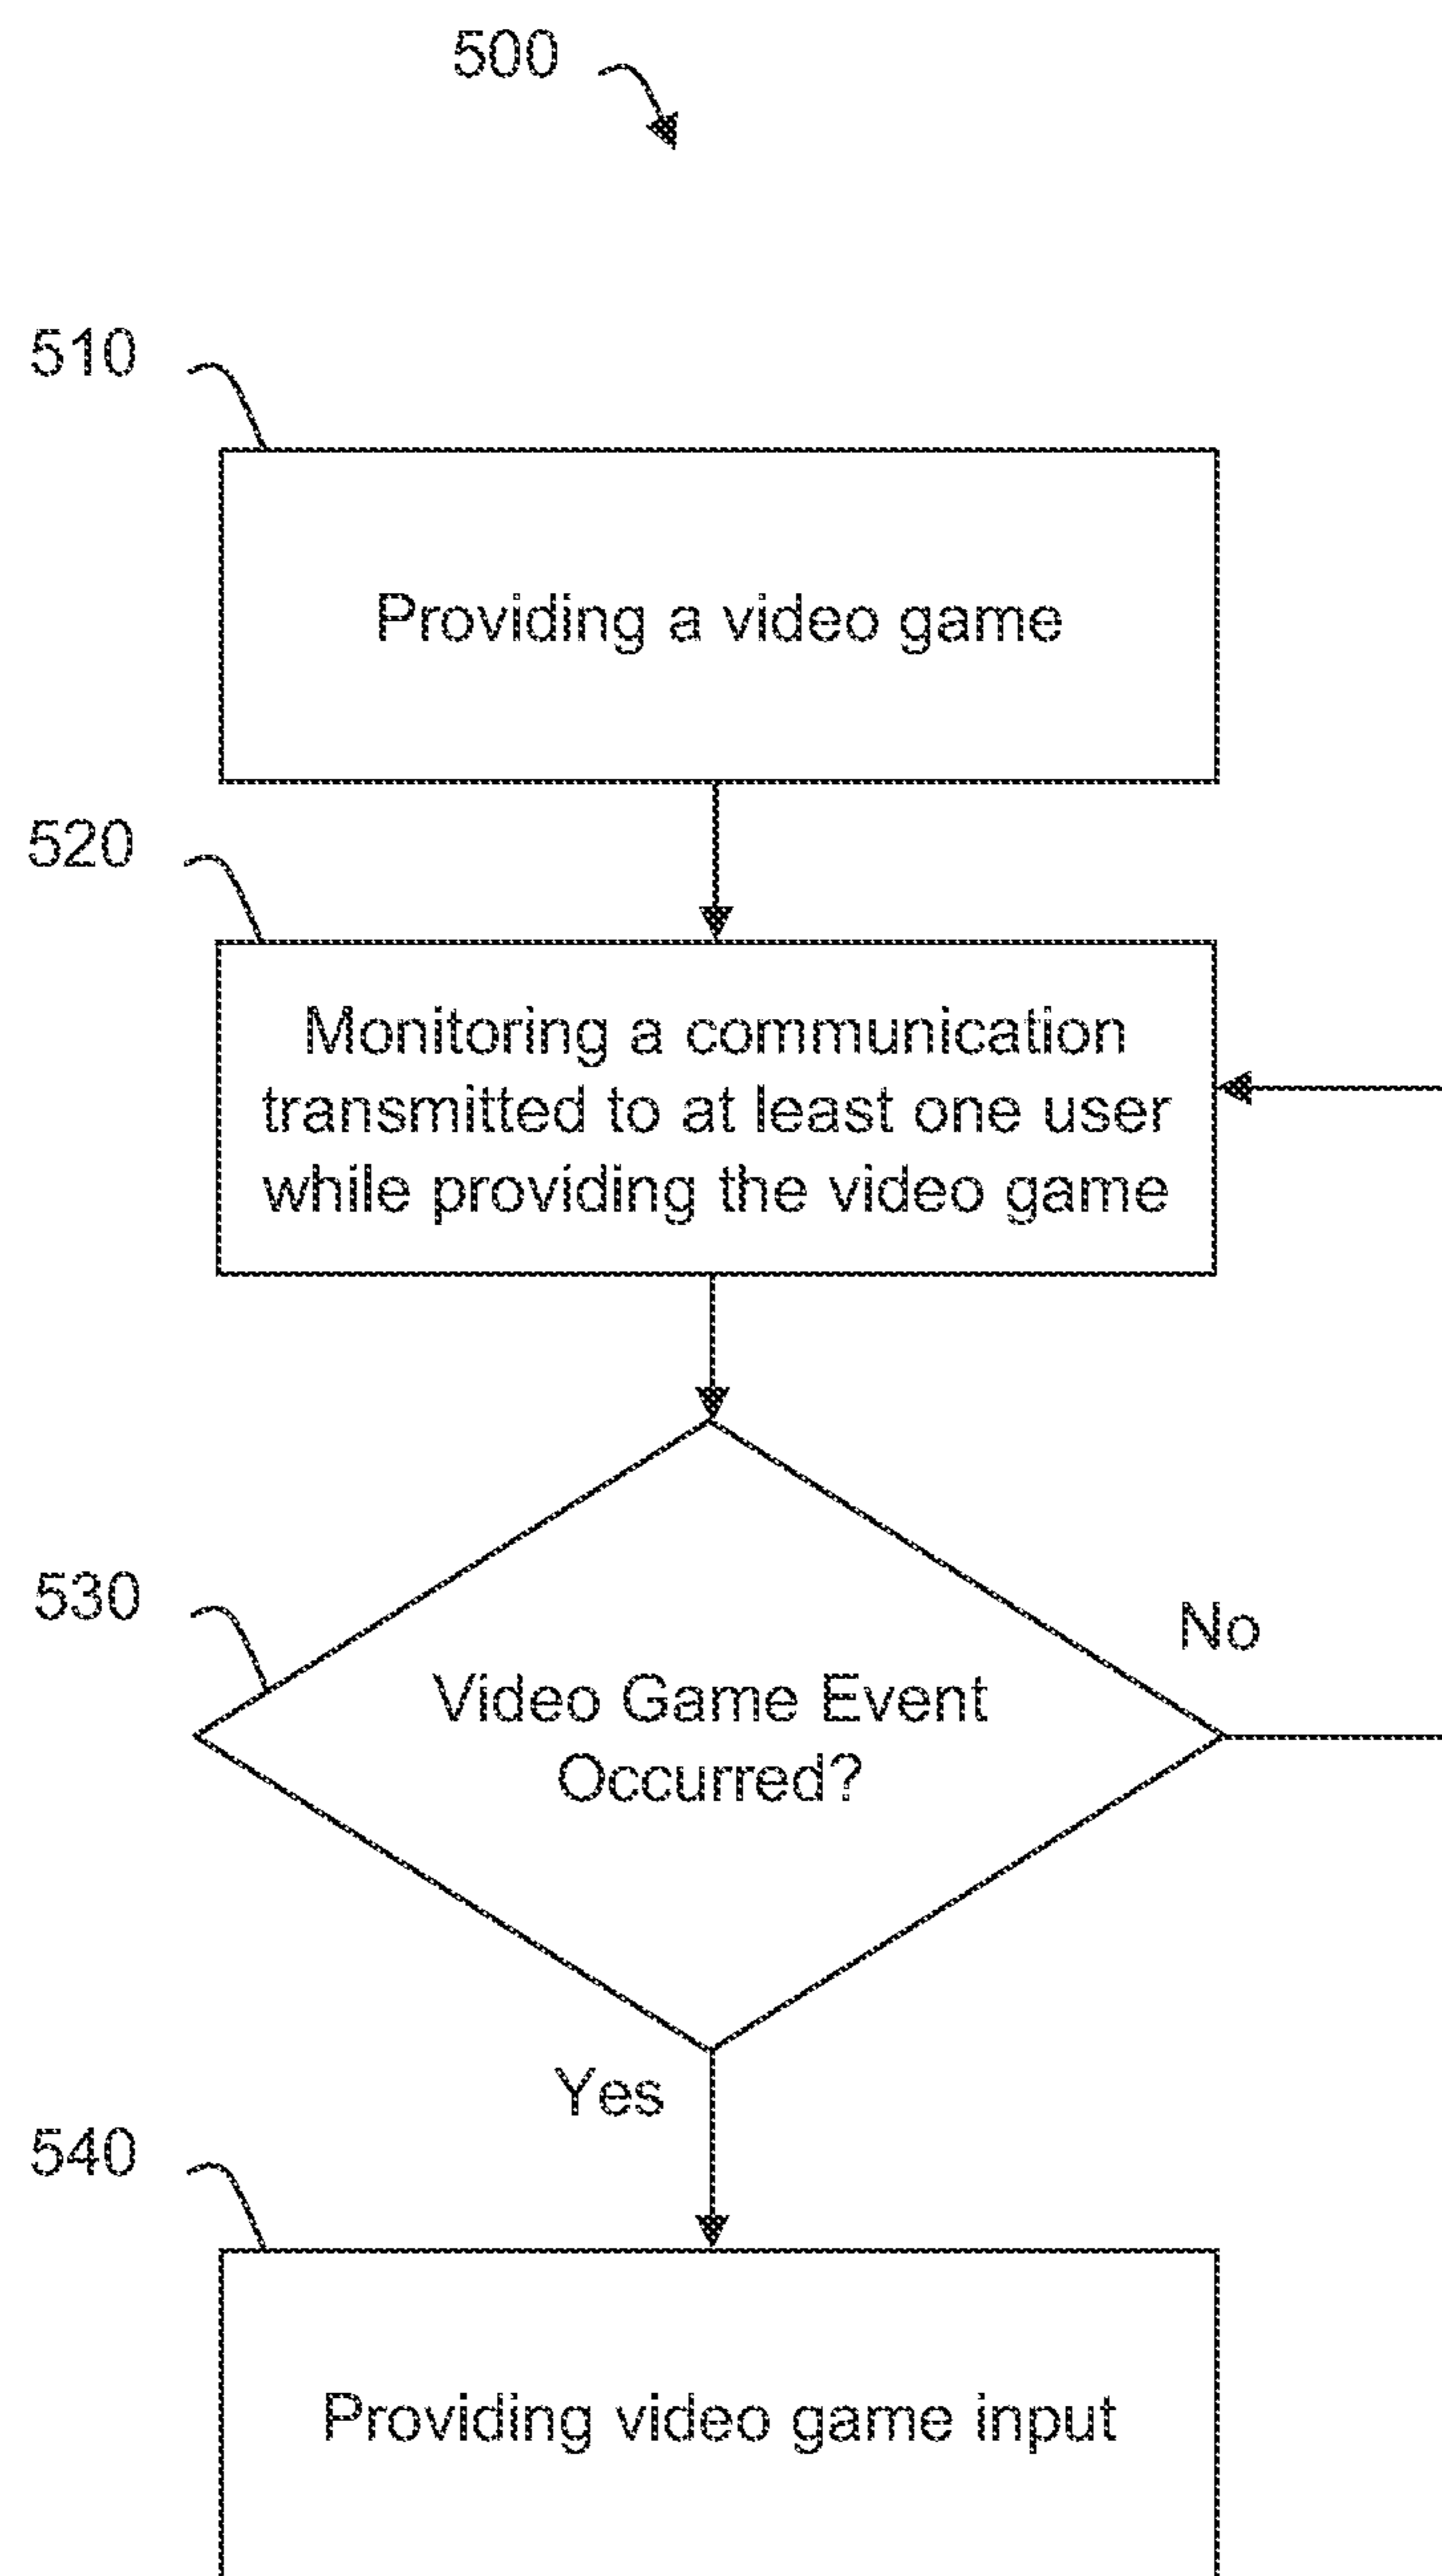 500
510
Providing a video game
520
Monitoring a communication
transmitted to at least one user
while providing the video game
530
No
Video Game Event
Occurred?
Yes
540
Providing video game input